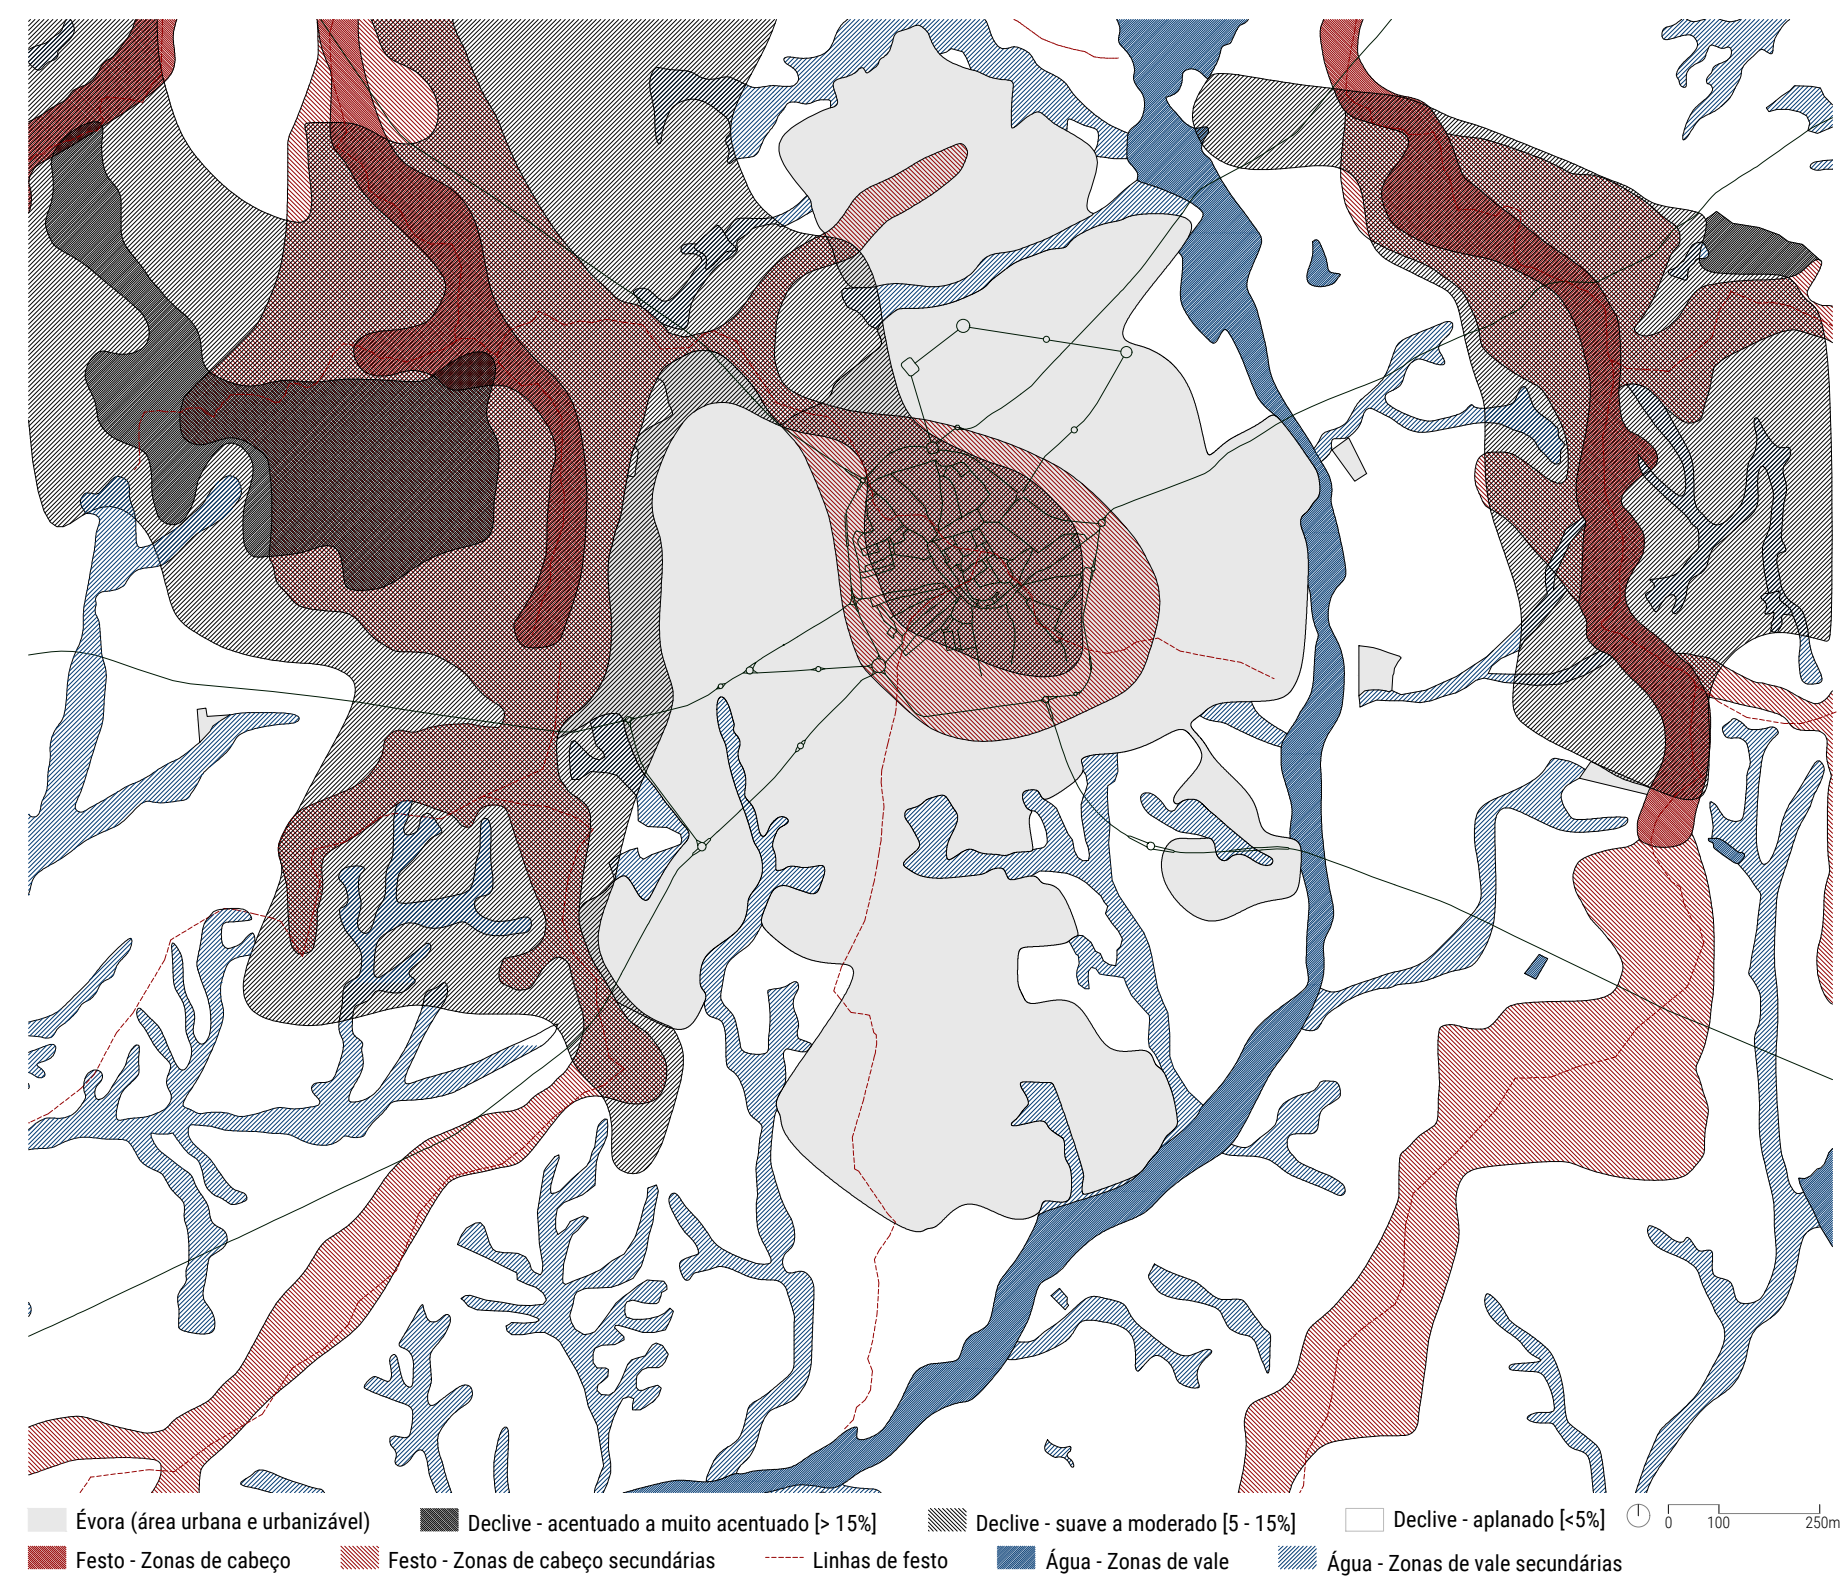 Évora (área urbana e urbanizável)
Declive - acentuado a muito acentuado [> 15%]
Declive - suave a moderado [5 - 15%]
Declive - aplanado [<5%]
0 100 250m
Festo - Zonas de cabeço
Festo - Zonas de cabeço secundárias
Linhas de festo
Água - Zonas de vale
Água - Zonas de vale secundárias